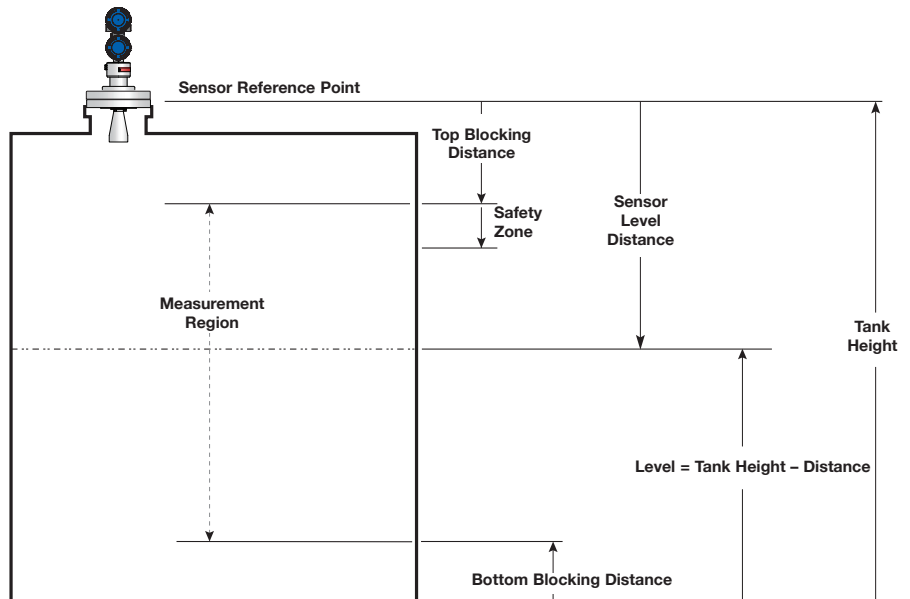 Sensor Reference Point
Top Blocking
Distance
Safety
Zone
Sensor
Level
Distance
Measurement
Region
Tank
Height
Level = Tank Height – Distance
Bottom Blocking Distance